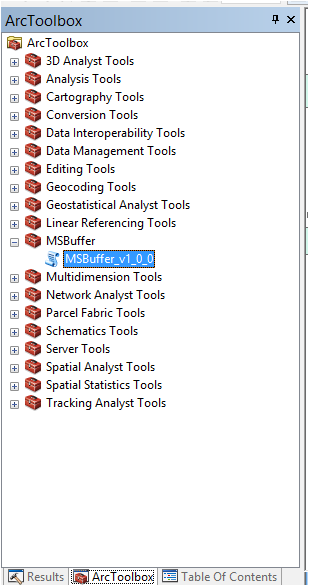 ArcToolbox
ArcToolbox
3D Analyst Tools
Analysis Tools
Cartography Tools
Conversion Tools
Data Interoperability Tools
Data Management Tools
Editing Tools
Geocoding Tools
Geostatistical Analyst Tools
Linear Referencing Tools
MSBuffer
MSBuffer_v1_0_0
Multidimension Tools
Network Analyst Tools
Parcel Fabric Tools
Schematics Tools
Server Tools
Spatial Analyst Tools
Spatial Statistics Tools
Tracking Analyst Tools
Results ArcToolbox Table Of Contents